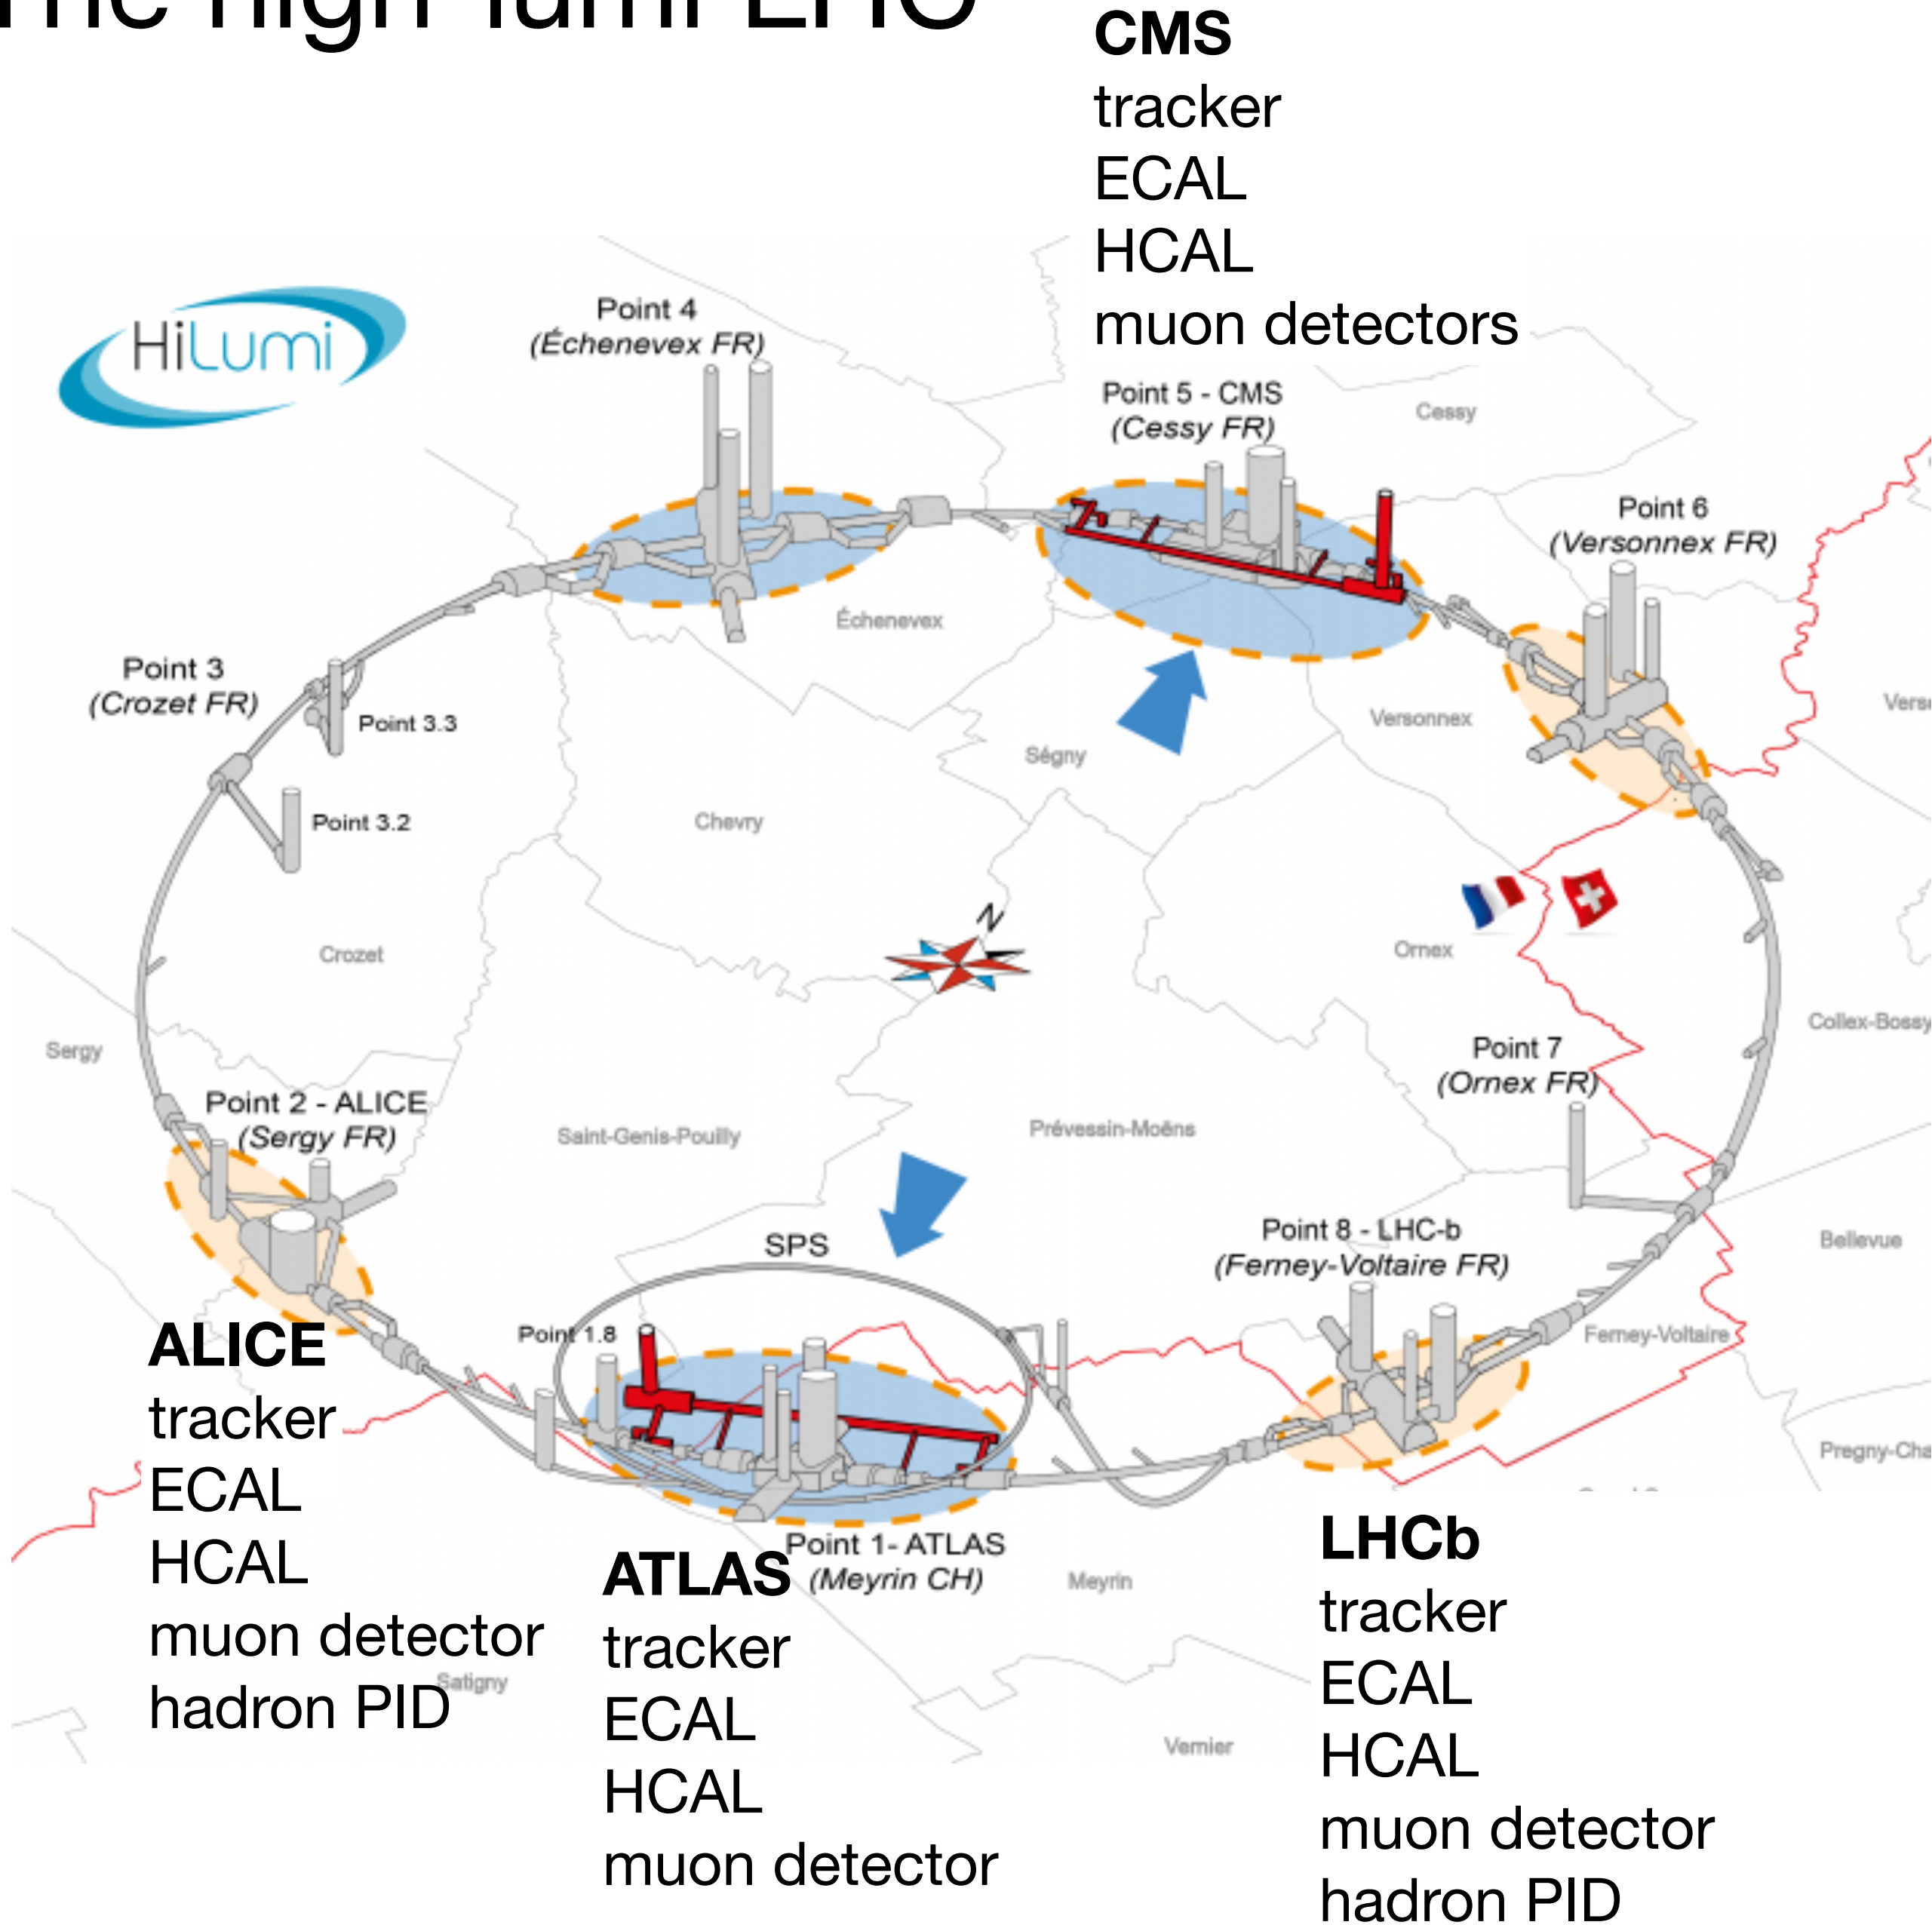 high-lumi LHC
CMS
tracker
ECAL
HCAL
muon detectors
HiLumi
Point 4
(Échenevex FR)
Point 5 - CMS
(Cessy FR)
Cessy
Point 6
(Versonnex FR)
Échenevex
Point 3
(Crozet FR)
Point 3.3
Versonnex
Ségny
Point 3.2
Chevry
N
Crozet
Ornex
Collex-Bossy
Sergy
Point 7
(Ornex FR)
Point 2 - ALICE
(Sergy FR)
Saint-Genis-Pouilly
Prévessin-Moëns
SPS
Point 8 - LHC-b
(Ferney-Voltaire FR)
Bellevue
Point 1.8
Ferney-Voltaire
ALICE
tracker
ECAL
HCAL
muon detector
hadron PID
Pregny-Cha
Point 1- ATLAS
(Meyrin CH)
Meyrin
ATLAS
tracker
ECAL
HCAL
muon detector
Satigny
Vernier
LHCb
tracker
ECAL
HCAL
muon detector
hadron PID